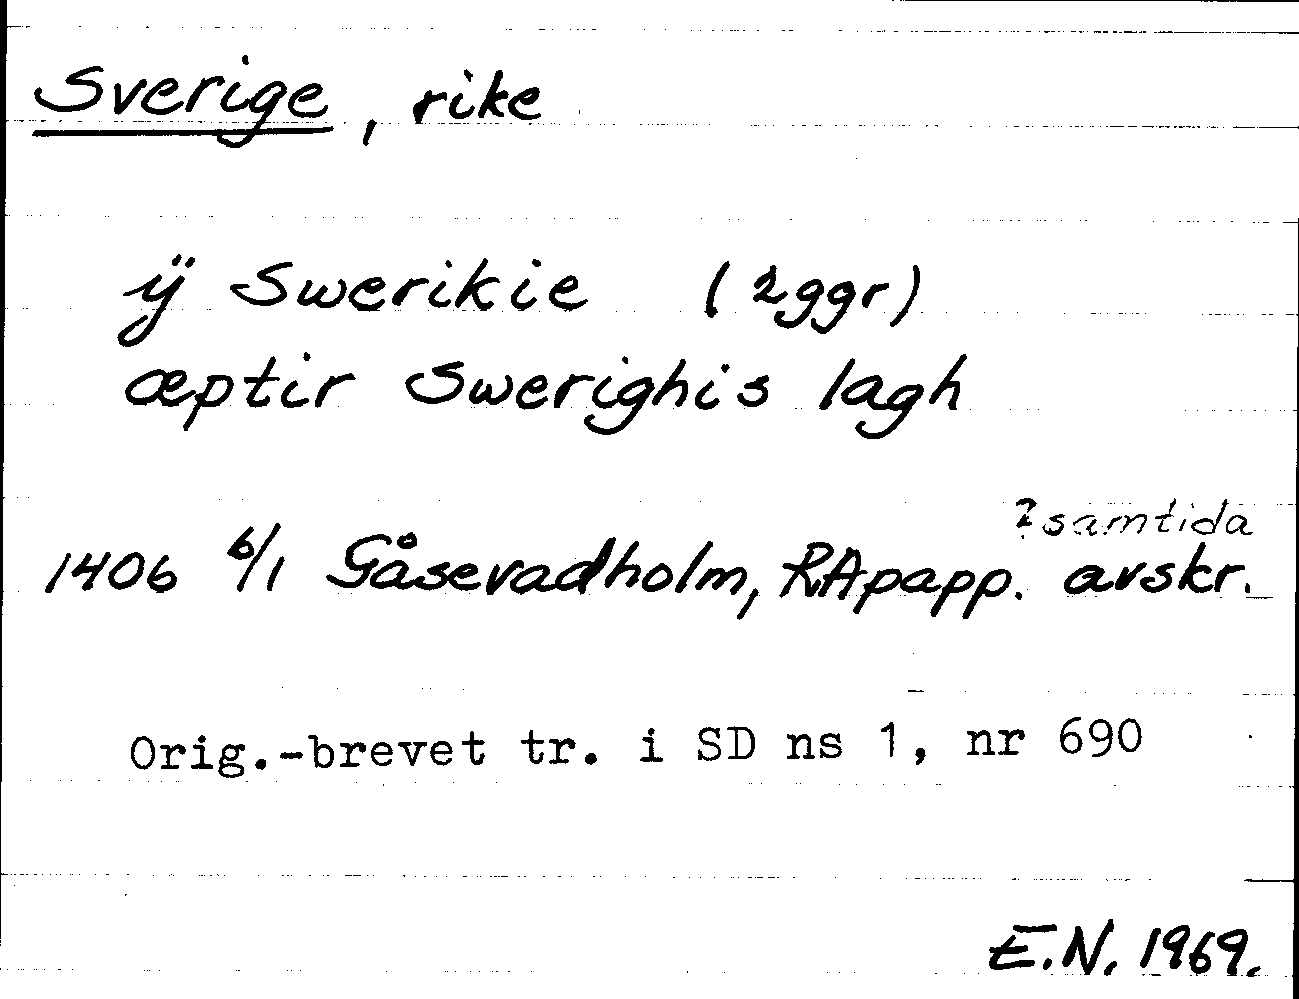 Sverige, rike
ÿ Swerikie (2ggr)
æptir Swerighis lagh
? samtida
1406 6/1 Gåsevadholm, RApapp. avskr.
Orig.-brevet tr. i SD ns 1, nr 690
E.N. 1969.